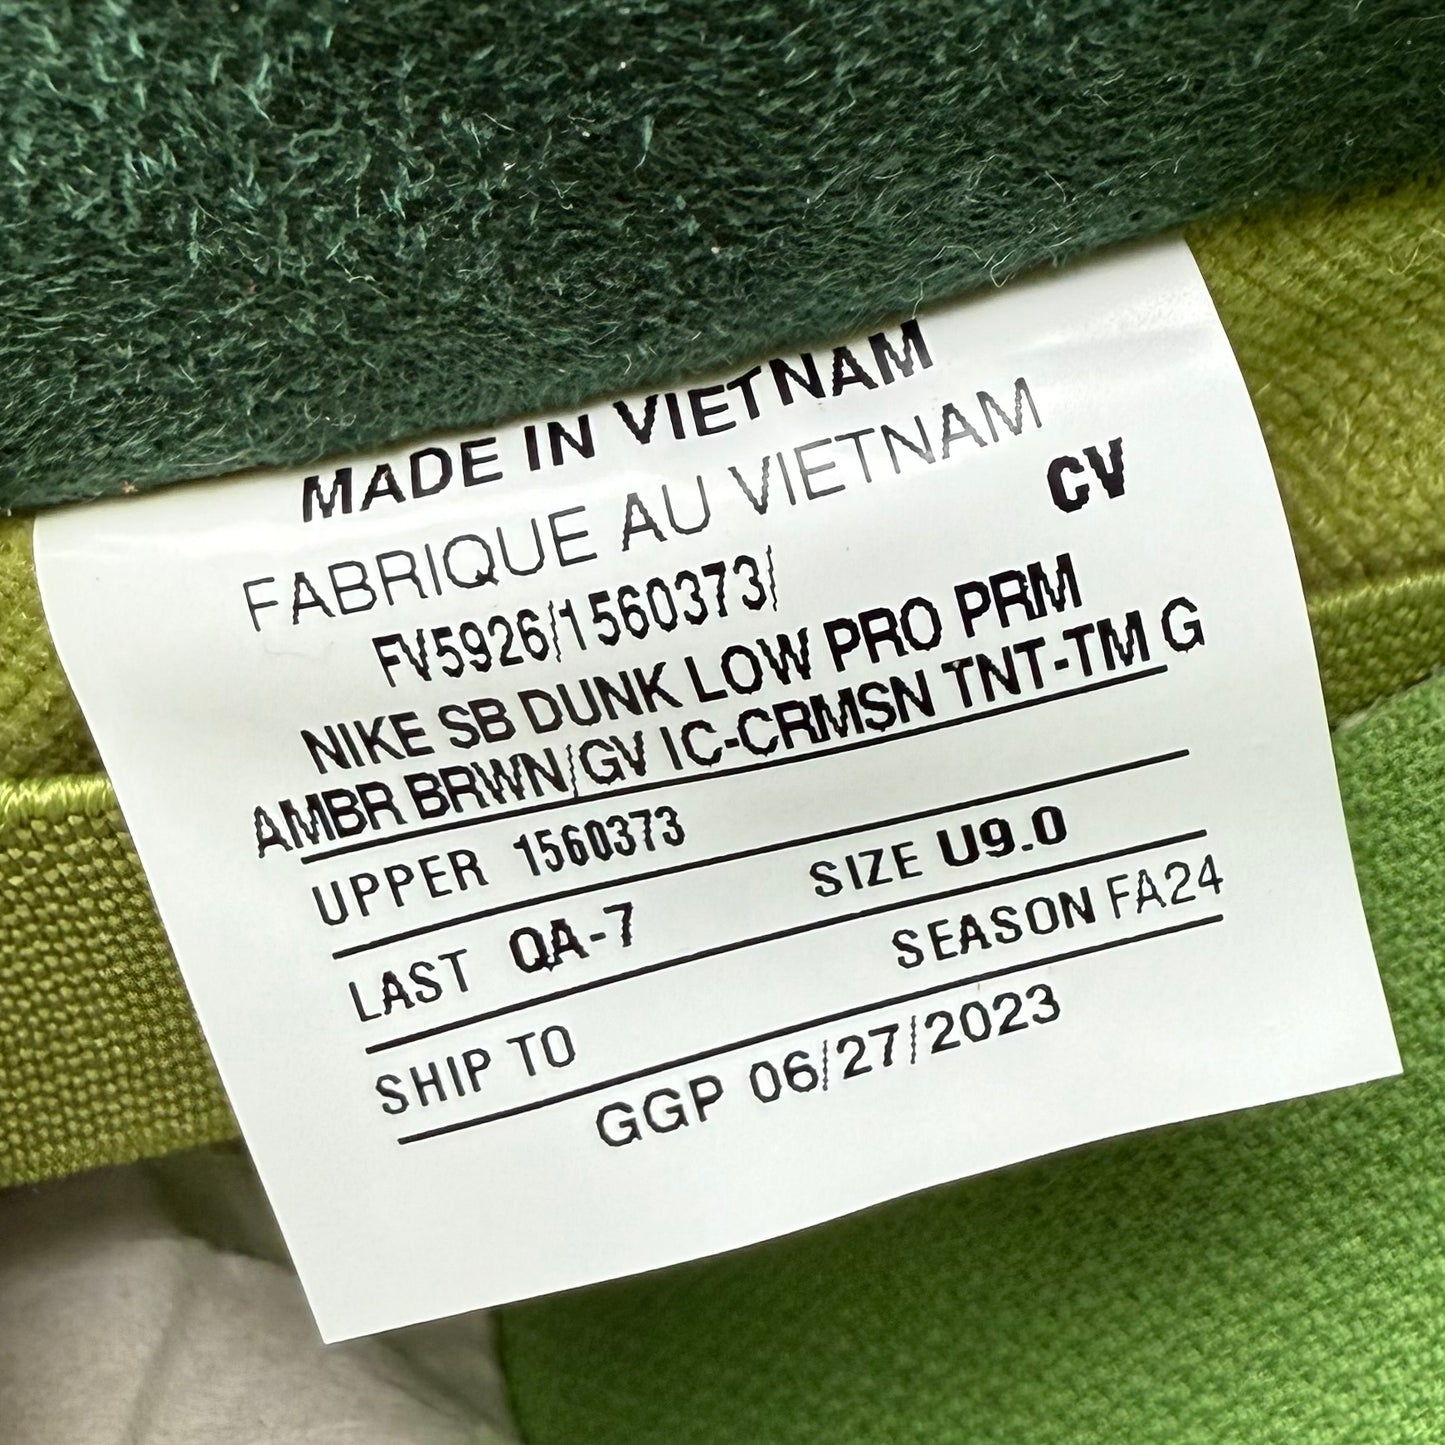 MADE IN VIETNAM
FABRIQUE AU VIETNAM
CV
FV5926/1560373/
NIKE SB DUNK LOW PRO PRM
AMBR BRWN/GV IC-CRMSN TNT-TM G
UPPER 1560373
SIZE U9.0
LAST QA-7
SEASON FA24
SHIP TO
GGP 06/27/2023